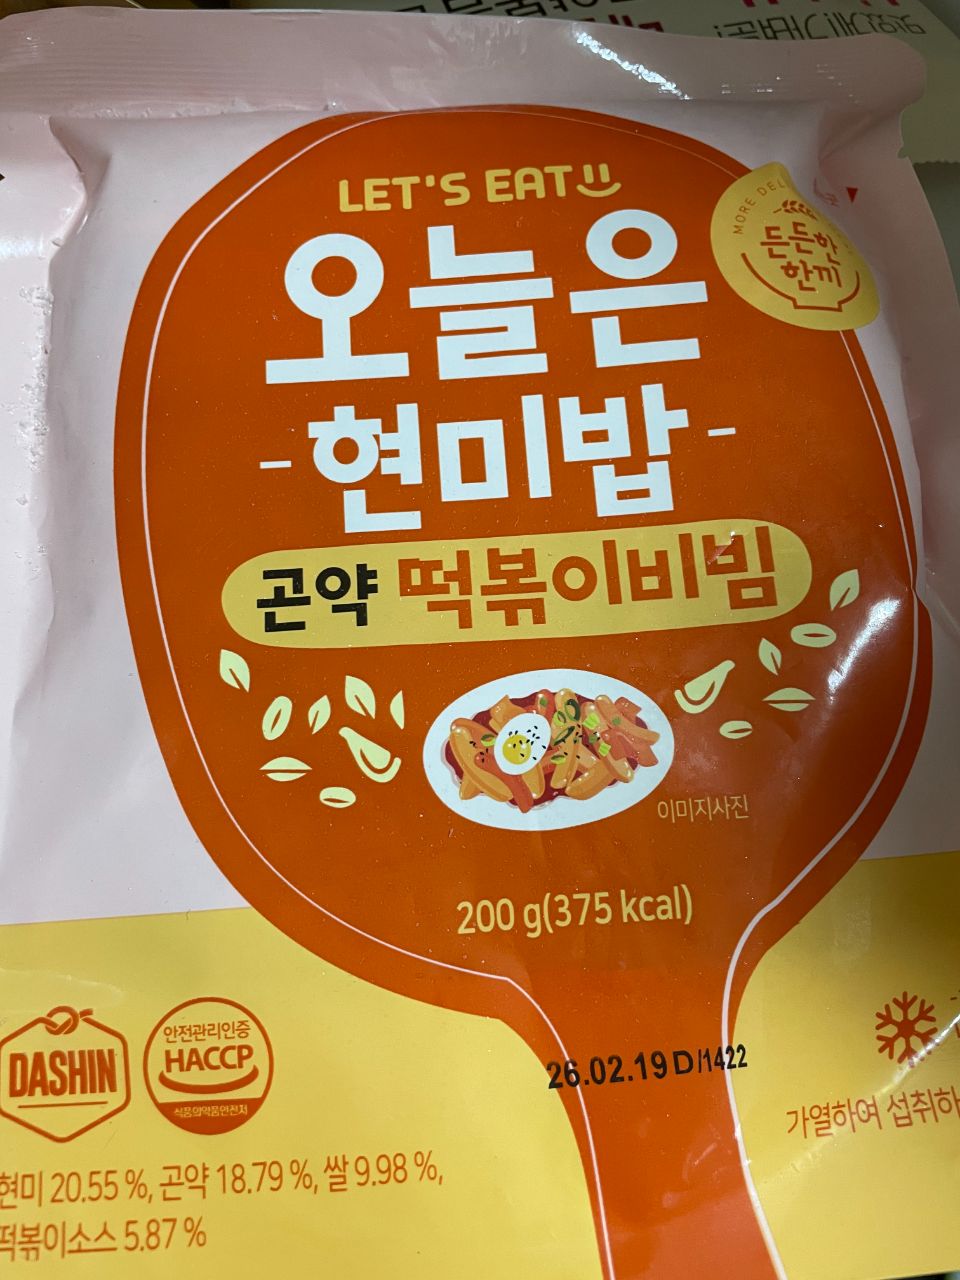 LET'S EAT
MORE DEL
든든한
한끼
오늘은
-현미밥-
곤약 떡볶이비빔
이미지사진
200 g(375 kcal)
26.02.19 D/1422
DASHIN
안전관리인증
HACCP
식품의약품안전처
가열하여 섭취하
현미 20.55 %, 곤약 18.79 %, 쌀 9.98 %,
떡볶이소스 5.87 %